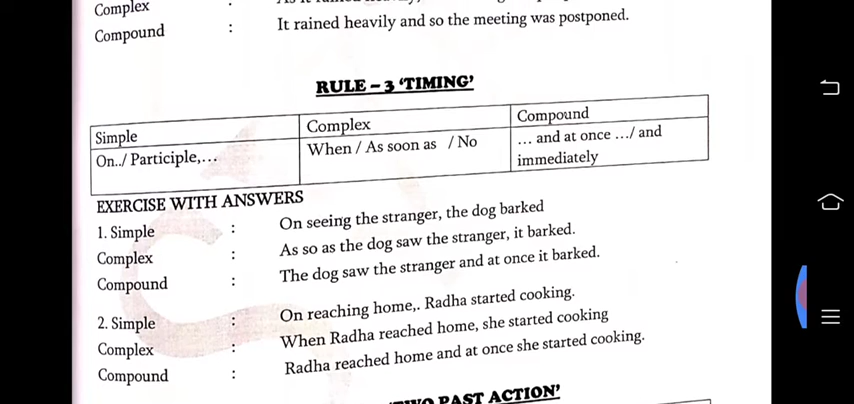 Complex :
Compound : It rained heavily and so the meeting was postponed.
RULE – 3 ‘TIMING’
Simple Complex Compound
On../ Participle,… When / As soon as / No … and at once …/ and
immediately
EXERCISE WITH ANSWERS
1. Simple : On seeing the stranger, the dog barked
Complex : As so as the dog saw the stranger, it barked.
Compound : The dog saw the stranger and at once it barked.
2. Simple : On reaching home,. Radha started cooking.
Complex : When Radha reached home, she started cooking
Compound : Radha reached home and at once she started cooking.
PAST ACTION’